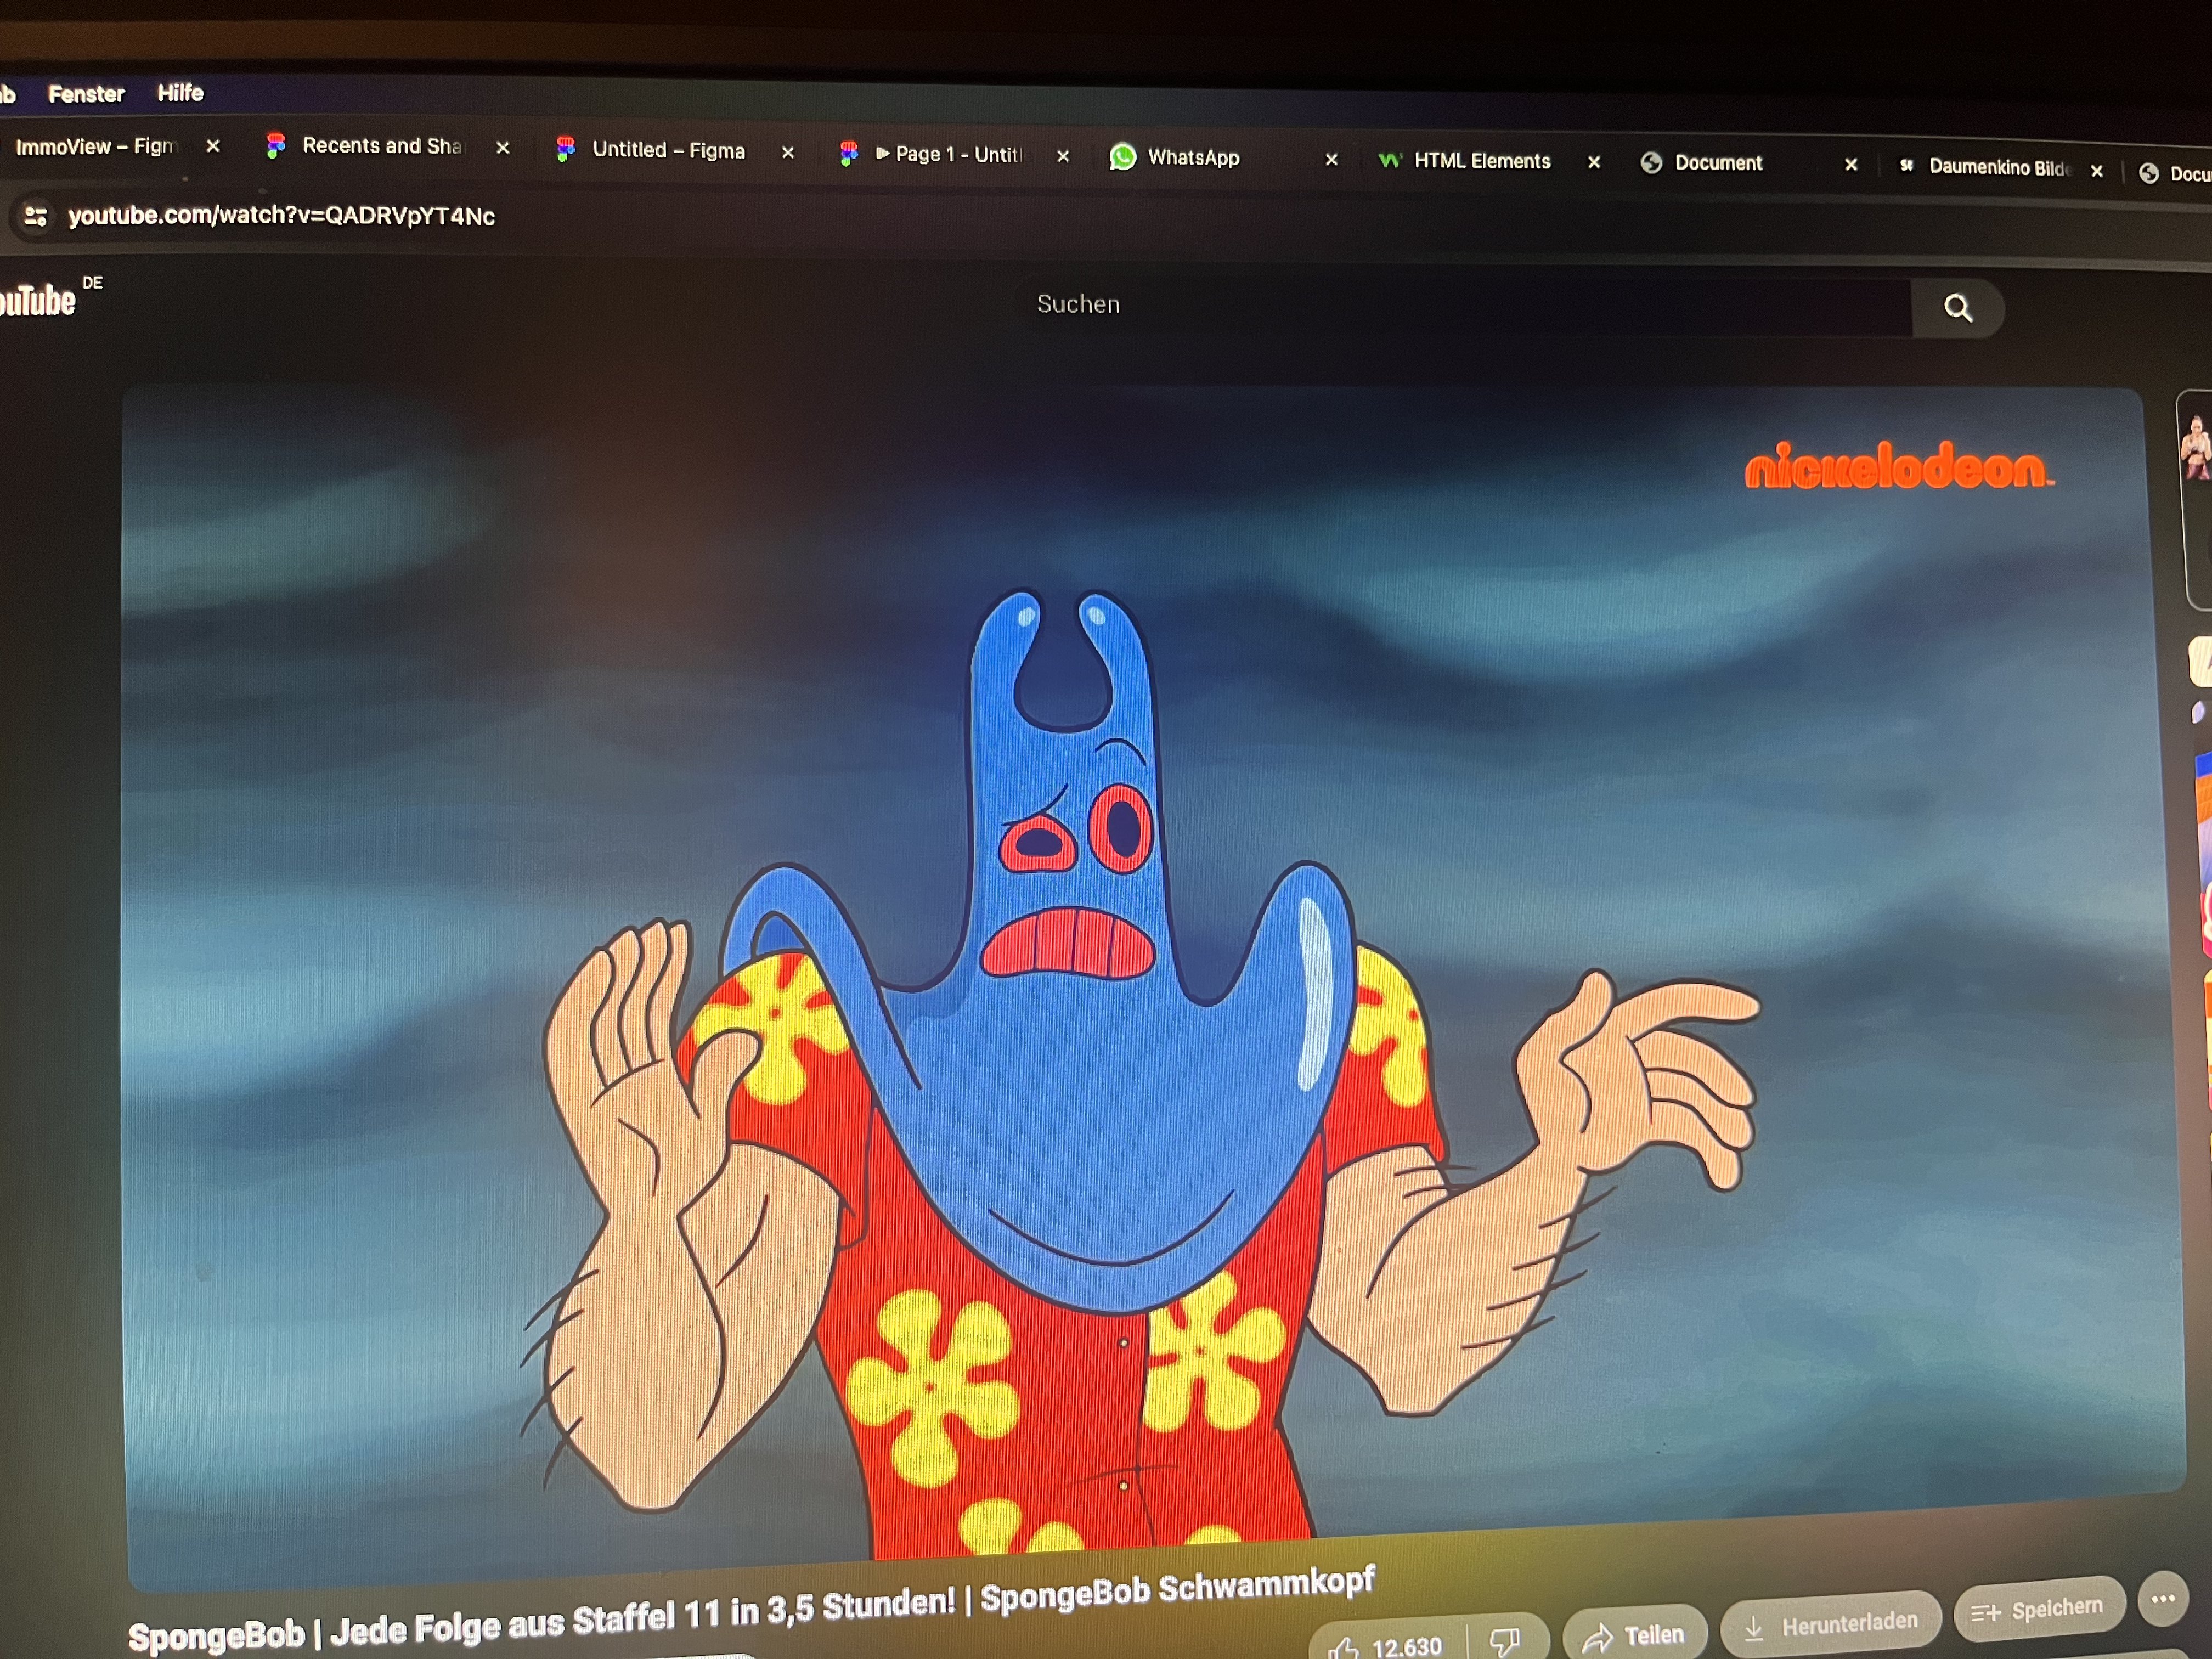 Fenster Hilfe
ImmoView – Figm
Recents and Sha
Untitled – Figma
Page 1 - Untitl
WhatsApp
HTML Elements
Document
Daumenkino Bilde
Docu
youtube.com/watch?v=QADRVpYT4Nc
ouTube DE
Suchen
nickelodeon
SpongeBob | Jede Folge aus Staffel 11 in 3,5 Stunden! | SpongeBob Schwammkopf
12.630
Teilen
Herunterladen
Speichern